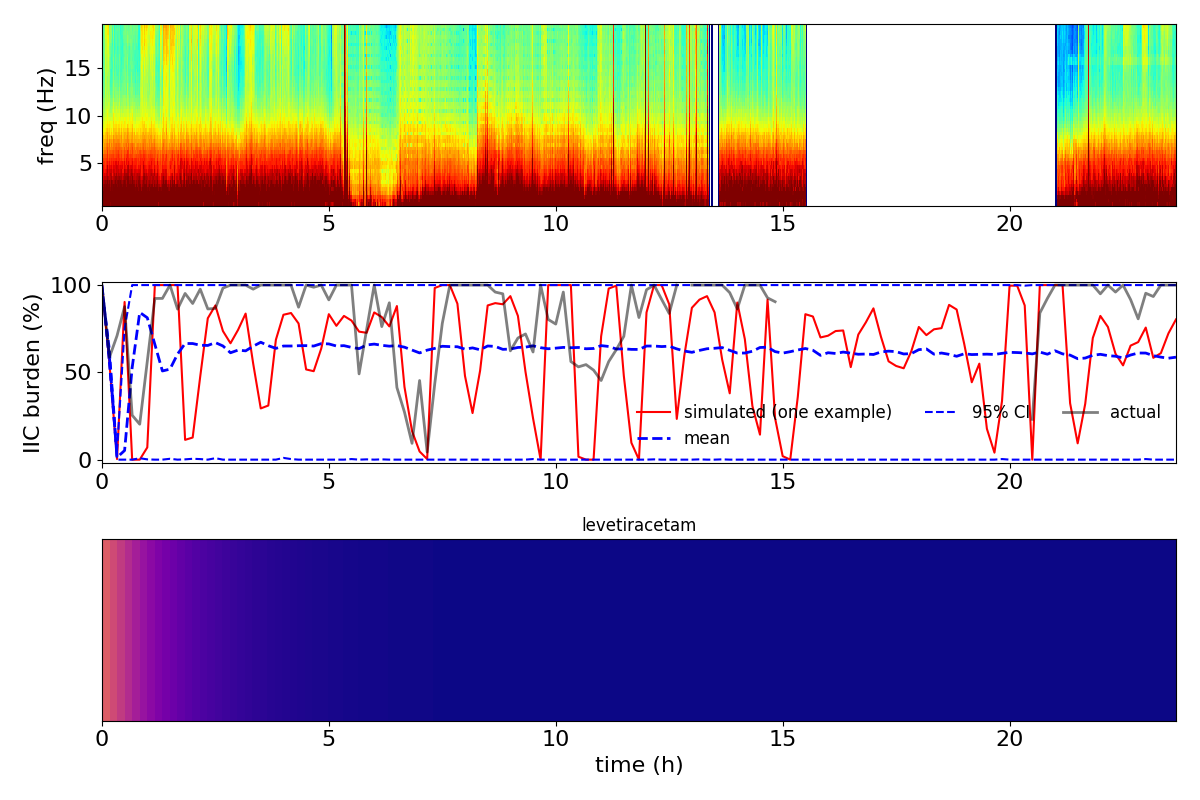 freq (Hz)
15
10
5
0 5 10 15 20
IIC burden (%)
100
50
0
simulated (one example)
mean
95% CI
actual
0 5 10 15 20
levetiracetam
0 5 10 15 20
time (h)